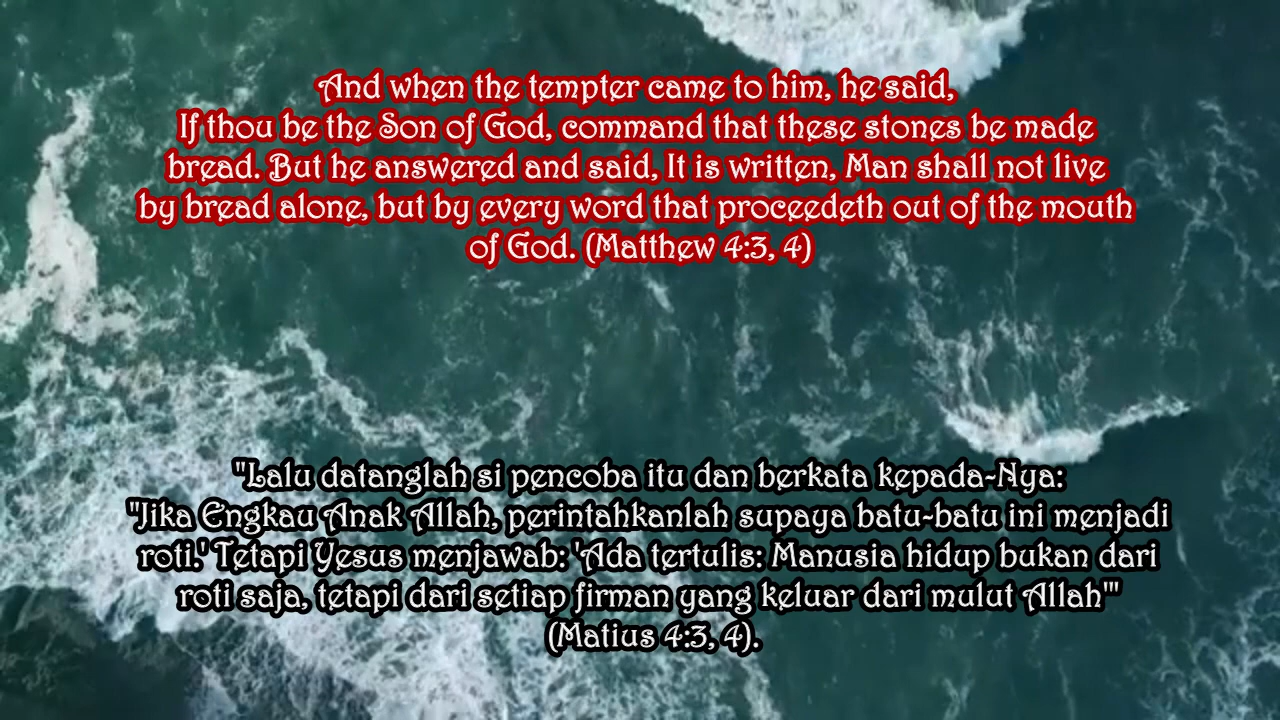 And when the tempter came to him, he said,
If thou be the Son of God, command that these stones be made
bread. But he answered and said, It is written, Man shall not live
by bread alone, but by every word that proceedeth out of the mouth
of God. (Matthew 4:3, 4)
"Lalu datanglah si pencoba itu dan berkata kepada-Nya:
"Jika Engkau Anak Allah, perintahkanlah supaya batu-batu ini menjadi
roti.' Tetapi Yesus menjawab: 'Ada tertulis: Manusia hidup bukan dari
roti saja, tetapi dari setiap firman yang keluar dari mulut Allah'"
(Matius 4:3, 4).